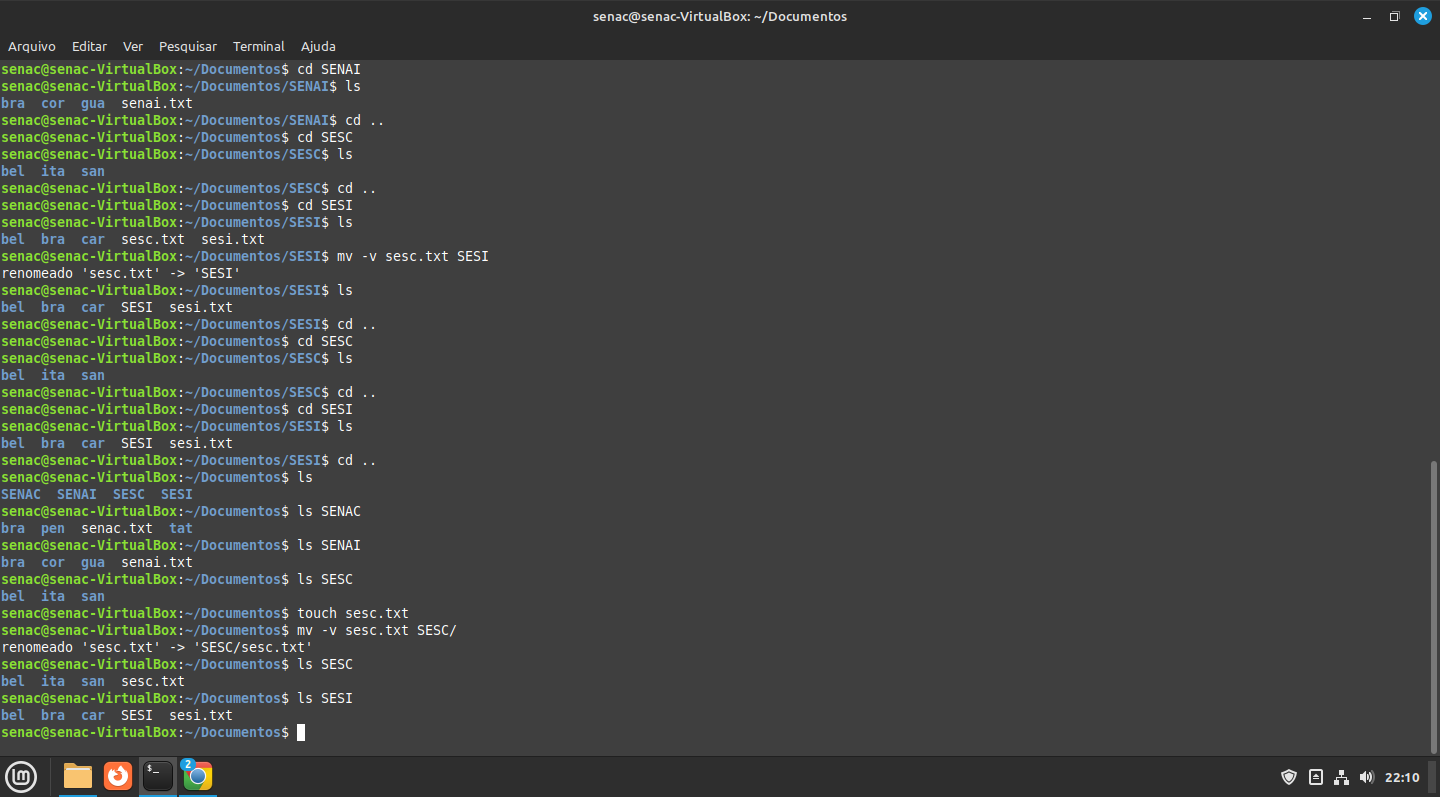 senac@senac-VirtualBox: ~/Documentos
Arquivo Editar Ver Pesquisar Terminal Ajuda
senac@senac-VirtualBox:~/Documentos$ cd SENAI
senac@senac-VirtualBox:~/Documentos/SENAI$ ls
bra  cor  gua  senai.txt
senac@senac-VirtualBox:~/Documentos/SENAI$ cd ..
senac@senac-VirtualBox:~/Documentos$ cd SESC
senac@senac-VirtualBox:~/Documentos/SESC$ ls
bel  ita  san
senac@senac-VirtualBox:~/Documentos/SESC$ cd ..
senac@senac-VirtualBox:~/Documentos$ cd SESI
senac@senac-VirtualBox:~/Documentos/SESI$ ls
bel  bra  car  sesc.txt  sesi.txt
senac@senac-VirtualBox:~/Documentos/SESI$ mv -v sesc.txt SESI
renomeado 'sesc.txt' -> 'SESI'
senac@senac-VirtualBox:~/Documentos/SESI$ ls
bel  bra  car  SESI  sesi.txt
senac@senac-VirtualBox:~/Documentos/SESI$ cd ..
senac@senac-VirtualBox:~/Documentos$ cd SESC
senac@senac-VirtualBox:~/Documentos/SESC$ ls
bel  ita  san
senac@senac-VirtualBox:~/Documentos/SESC$ cd ..
senac@senac-VirtualBox:~/Documentos$ cd SESI
senac@senac-VirtualBox:~/Documentos/SESI$ ls
bel  bra  car  SESI  sesi.txt
senac@senac-VirtualBox:~/Documentos/SESI$ cd ..
senac@senac-VirtualBox:~/Documentos$ ls
SENAC  SENAI  SESC  SESI
senac@senac-VirtualBox:~/Documentos$ ls SENAC
bra  pen  senac.txt  tat
senac@senac-VirtualBox:~/Documentos$ ls SENAI
bra  cor  gua  senai.txt
senac@senac-VirtualBox:~/Documentos$ ls SESC
bel  ita  san
senac@senac-VirtualBox:~/Documentos$ touch sesc.txt
senac@senac-VirtualBox:~/Documentos$ mv -v sesc.txt SESC/
renomeado 'sesc.txt' -> 'SESC/sesc.txt'
senac@senac-VirtualBox:~/Documentos$ ls SESC
bel  ita  san  sesc.txt
senac@senac-VirtualBox:~/Documentos$ ls SESI
bel  bra  car  SESI  sesi.txt
senac@senac-VirtualBox:~/Documentos$
$_ 2 22:10